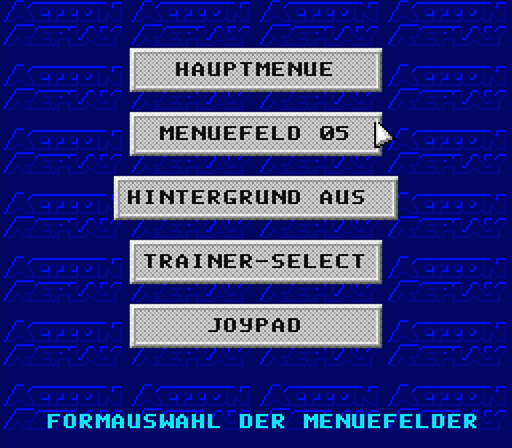 HAUPTMENUE
MENUEFELD 05
HINTERGRUND AUS
TRAINER-SELECT
JOYPAD
FORMAUSWAHL DER MENUEFELDER